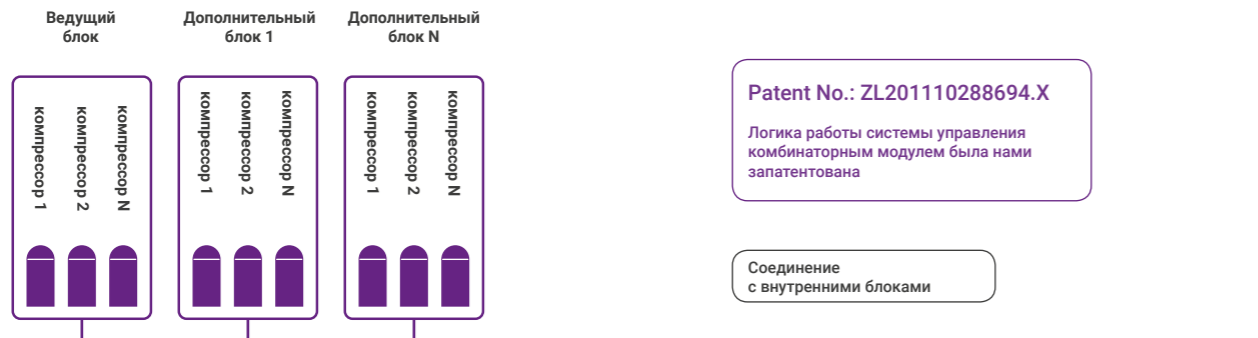 Ведущий
блок
Дополнительный
блок 1
Дополнительный
блок N
компрессор 1
компрессор 2
компрессор N
компрессор 1
компрессор 2
компрессор N
компрессор 1
компрессор 2
компрессор N
Patent No.: ZL201110288694.X
Логика работы системы управления
комбинаторным модулем была нами
запатентована
Соединение
с внутренними блоками